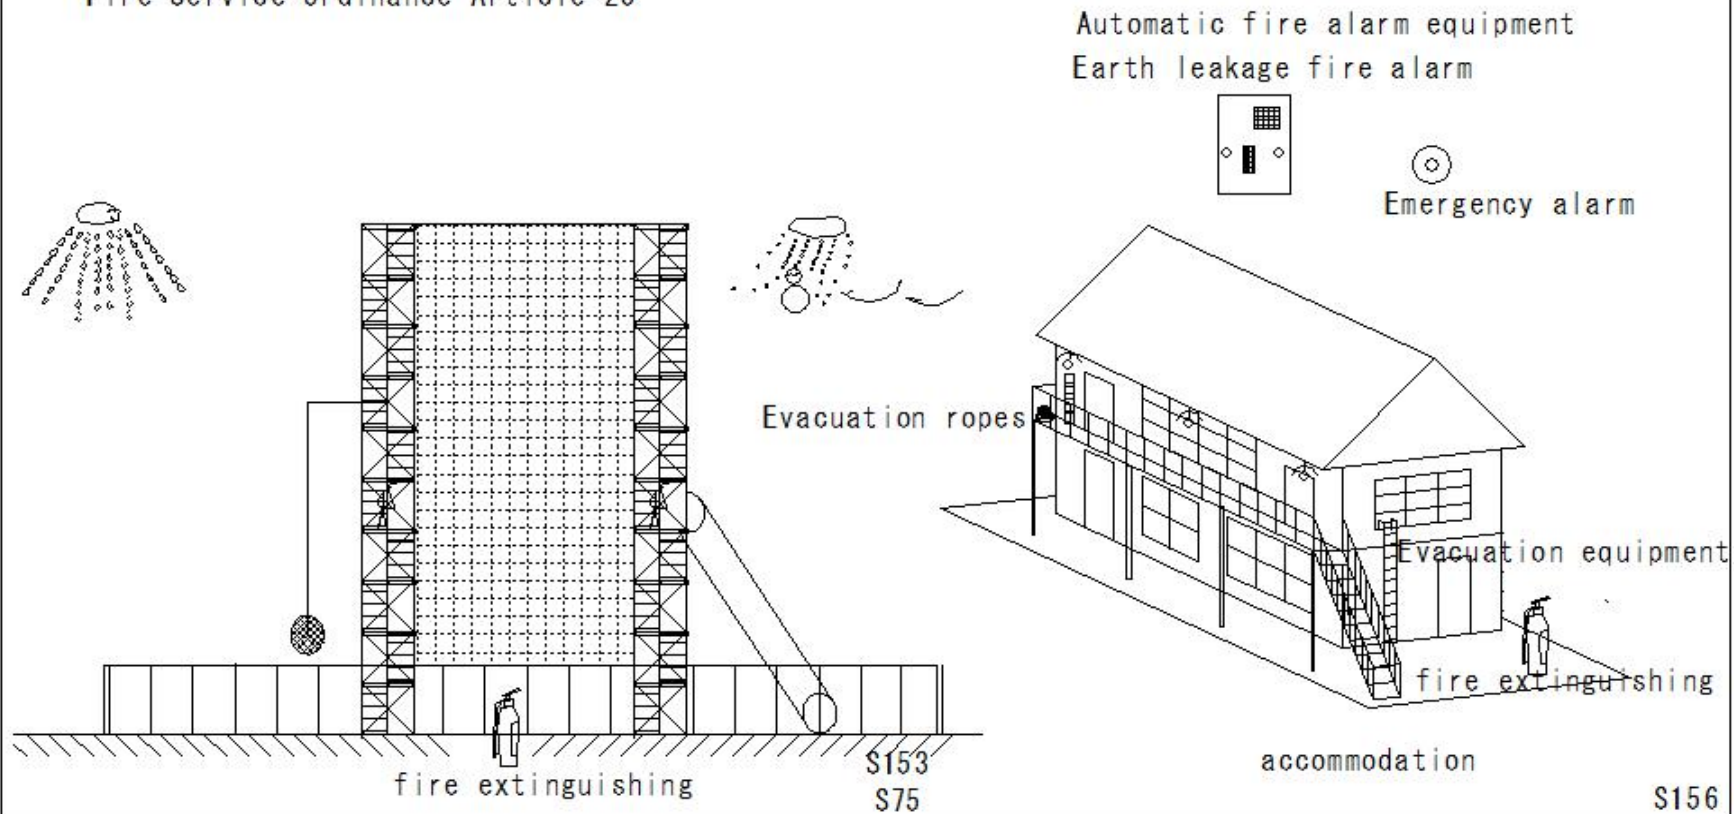 Automatic fire alarm equipment
Earth leakage fire alarm
Emergency alarm
Evacuation ropes
Evacuation equipment
fire extinguishing
accommodation
S156
fire extinguishing
S153
S75